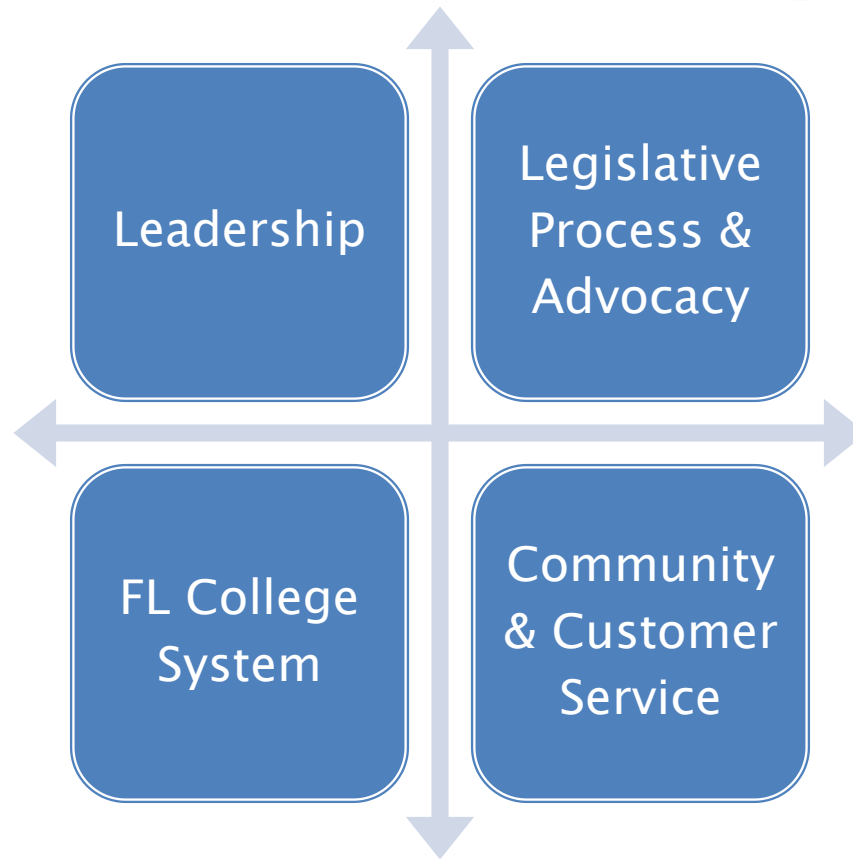 Leadership
Legislative
Process &
Advocacy
FL College
System
Community
& Customer
Service